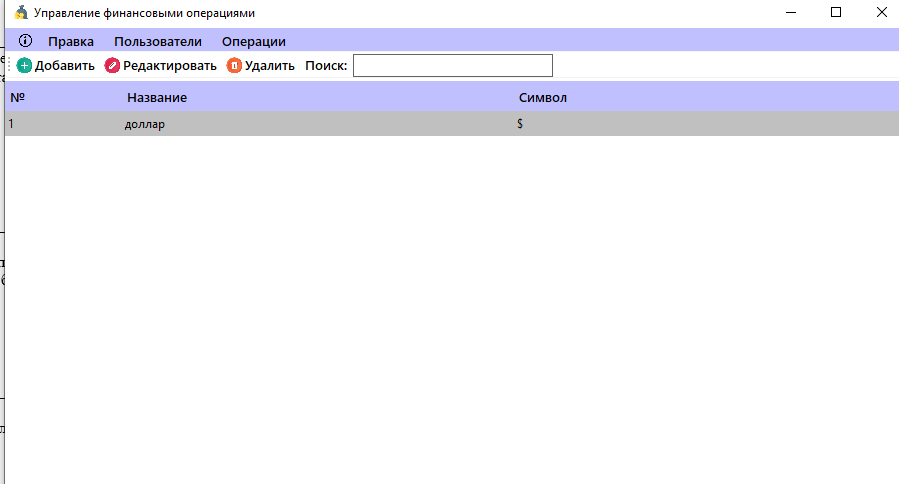 Управление финансовыми операциями
Правка Пользователи Операции
Добавить Редактировать Удалить Поиск:
№ Название Символ
1 доллар $